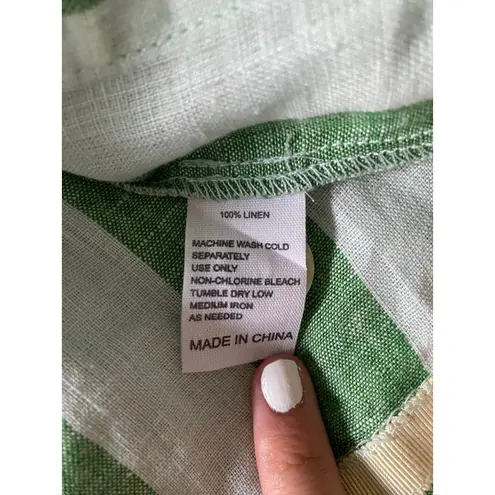 100% LINEN
MACHINE WASH COLD
SEPARATELY
USE ONLY
NON-CHLORINE BLEACH
TUMBLE DRY LOW
MEDIUM IRON
AS NEEDED
MADE IN CHINA